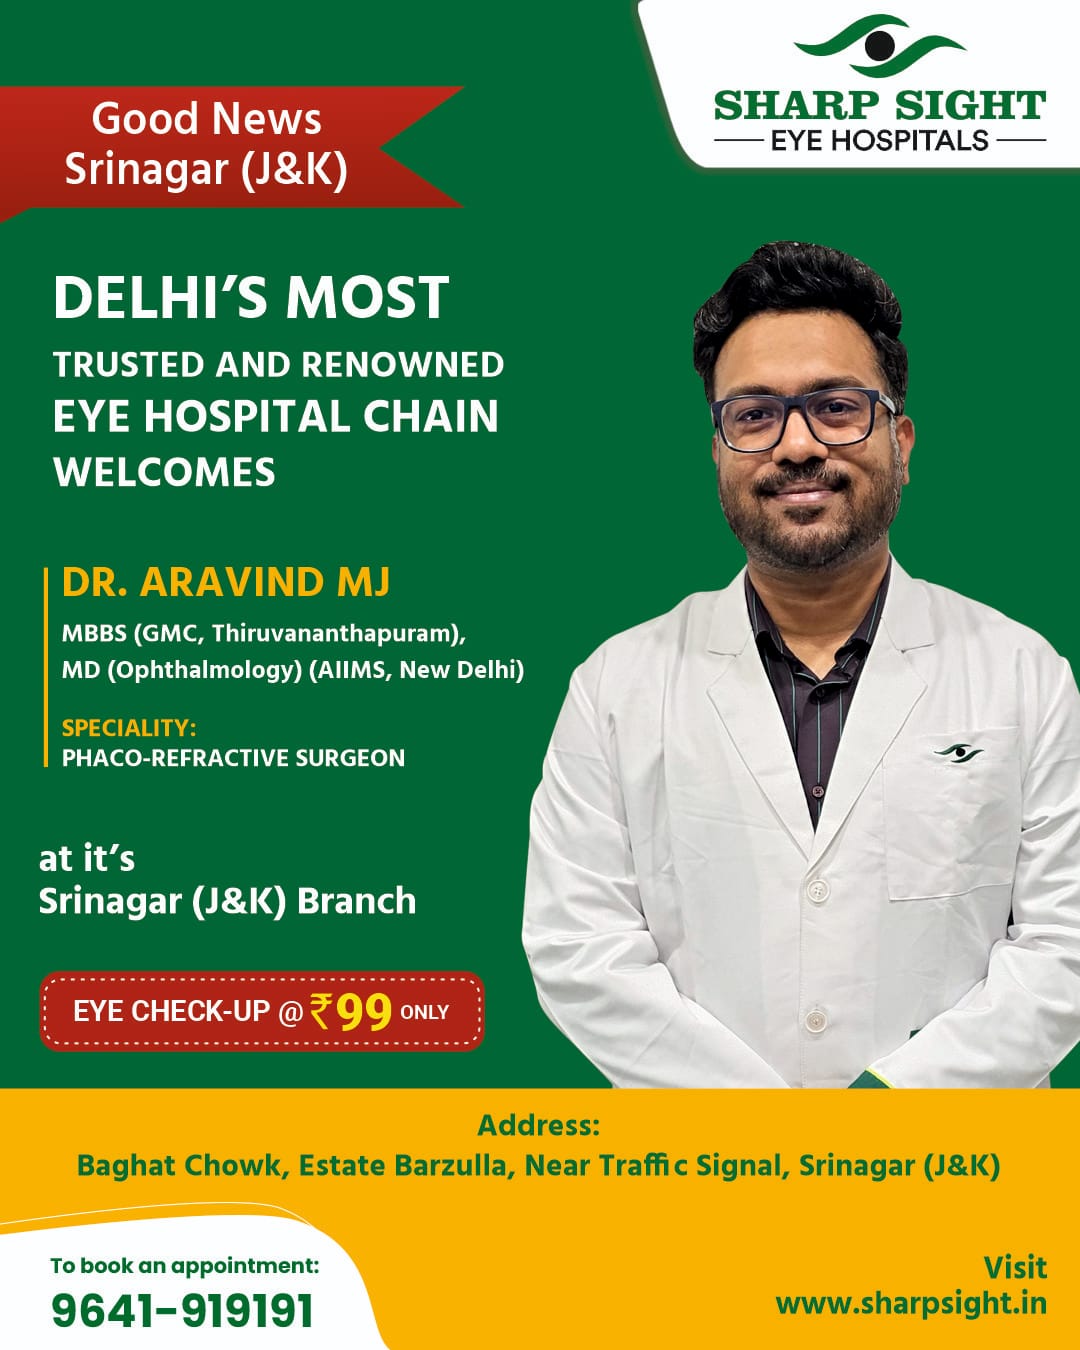 SHARP SIGHT
EYE HOSPITALS
Good News
Srinagar (J&K)
DELHI’S MOST
TRUSTED AND RENOWNED
EYE HOSPITAL CHAIN
WELCOMES
DR. ARAVIND MJ
MBBS (GMC, Thiruvananthapuram),
MD (Ophthalmology) (AIIMS, New Delhi)
SPECIALITY:
PHACO-REFRACTIVE SURGEON
at it’s
Srinagar (J&K) Branch
EYE CHECK-UP @ ₹99 ONLY
Address:
Baghat Chowk, Estate Barzulla, Near Traffic Signal, Srinagar (J&K)
To book an appointment:
9641-919191
Visit
www.sharpsight.in